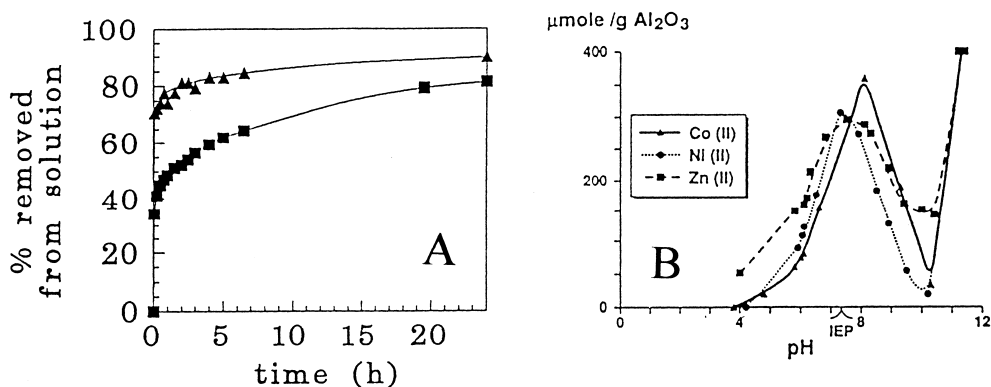 % removed
from solution
100
80
60
40
20
0
0
5
10
15
20
time (h)
A
μmole /g Al₂O₃
400
200
0
0
4
8
12
IEP
pH
Co (II)
Ni (II)
Zn (II)
B